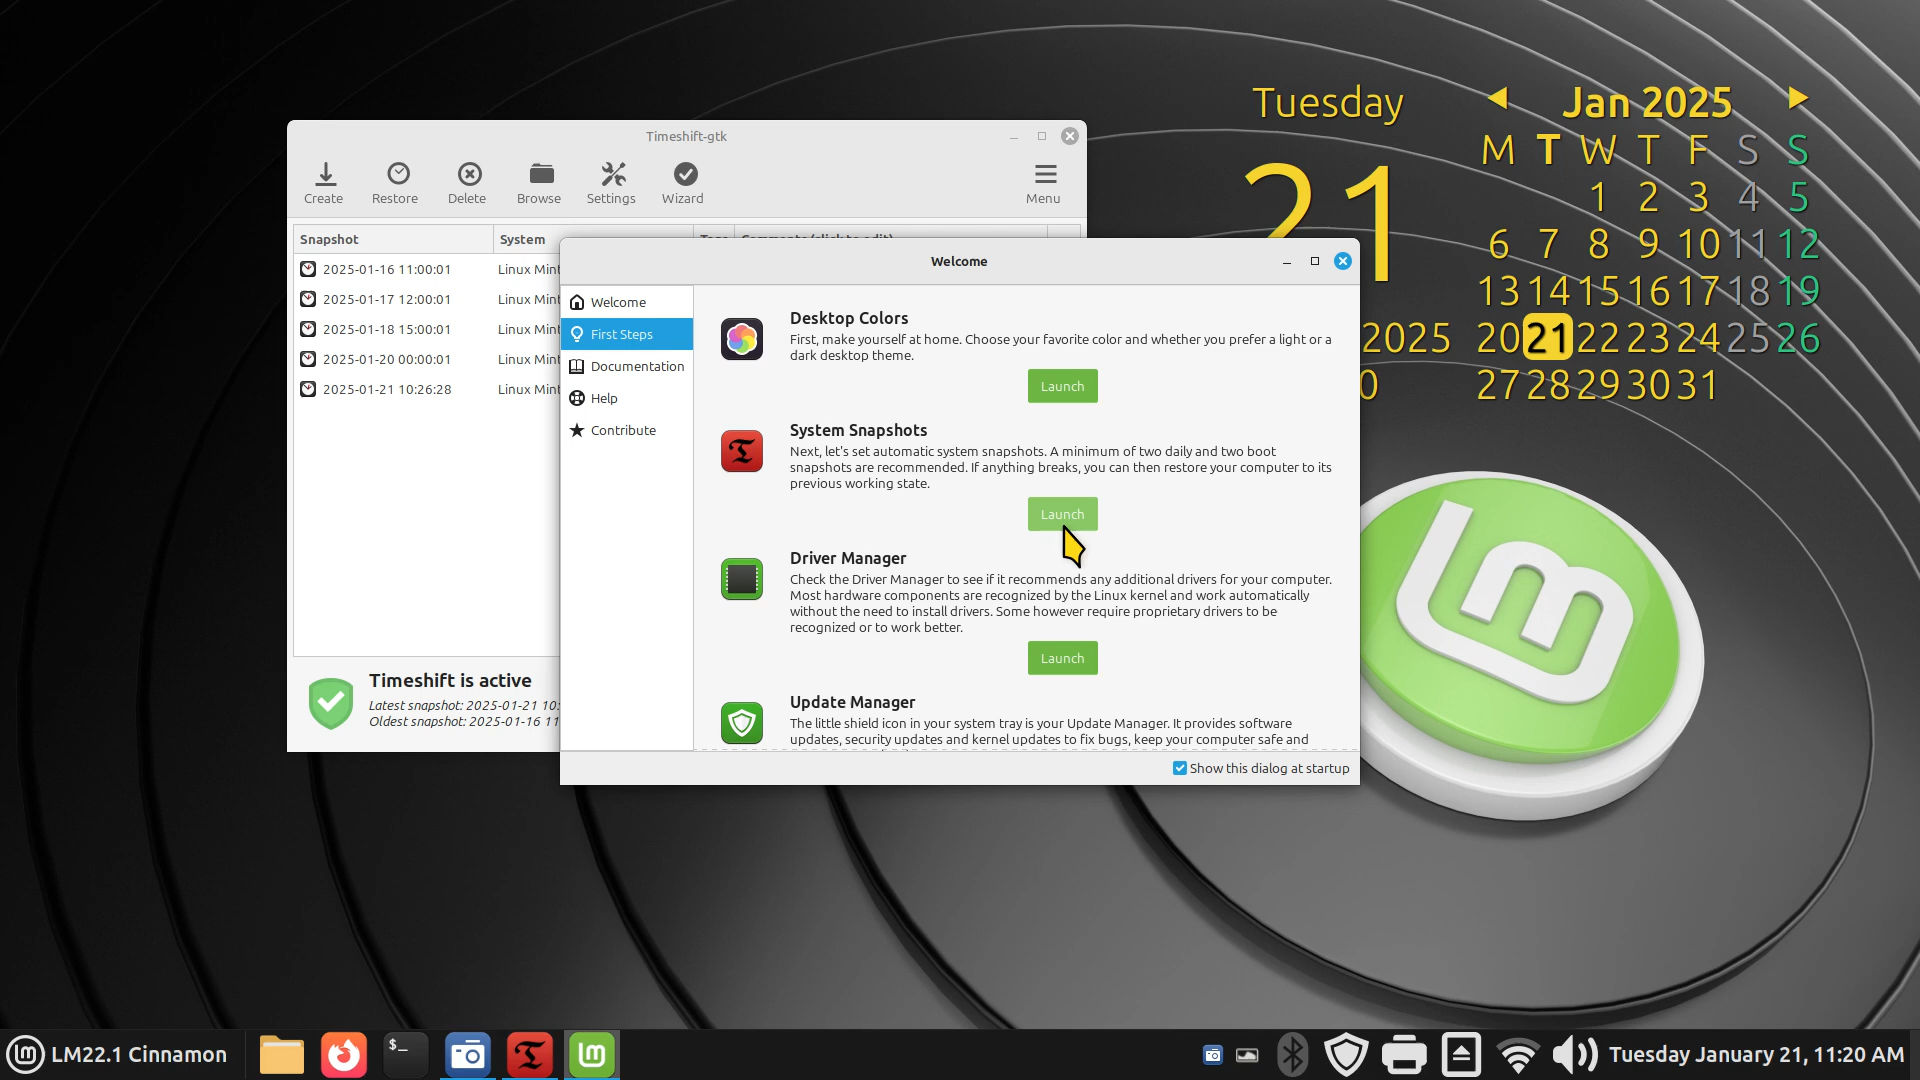 Timeshift-gtk
Create
Restore
Delete
Browse
Settings
Wizard
Menu
Snapshot
System
Tags
Comments (click to edit)
2025-01-16 11:00:01
Linux Mint
2025-01-17 12:00:01
Linux Mint
2025-01-18 15:00:01
Linux Mint
2025-01-20 00:00:01
Linux Mint
2025-01-21 10:26:28
Linux Mint
Timeshift is active
Latest snapshot: 2025-01-21 10:
Oldest snapshot: 2025-01-16 11
Welcome
Welcome
First Steps
Documentation
Help
Contribute
Desktop Colors
First, make yourself at home. Choose your favorite color and whether you prefer a light or a
dark desktop theme.
Launch
System Snapshots
Next, let's set automatic system snapshots. A minimum of two daily and two boot
snapshots are recommended. If anything breaks, you can then restore your computer to its
previous working state.
Launch
Driver Manager
Check the Driver Manager to see if it recommends any additional drivers for your computer.
Most hardware components are recognized by the Linux kernel and work automatically
without the need to install drivers. Some however require proprietary drivers to be
recognized or to work better.
Launch
Update Manager
The little shield icon in your system tray is your Update Manager. It provides software
updates, security updates and kernel updates to fix bugs, keep your computer safe and
Show this dialog at startup
Tuesday
21
2025
0
Jan 2025
M T W T F S S
1 2 3 4 5
6 7 8 9 10 11 12
13 14 15 16 17 18 19
20 21 22 23 24 25 26
27 28 29 30 31
LM22.1 Cinnamon
$_
Tuesday January 21, 11:20 AM